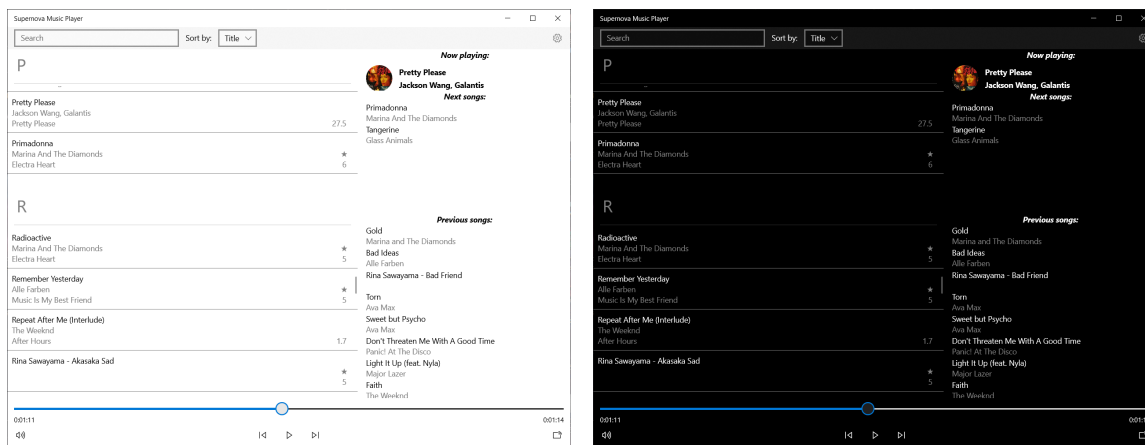 Supernova Music Player
Search
Sort by: Title
P
Pretty Please
Jackson Wang, Galantis
Pretty Please 27.5
Primadonna
Marina And The Diamonds ★
Electra Heart 6
R
Radioactive
Marina And The Diamonds ★
Electra Heart 5
Remember Yesterday
Alle Farben ★
Music Is My Best Friend 5
Repeat After Me (Interlude)
The Weeknd
After Hours 1.7
Rina Sawayama - Akasaka Sad
★
5
Now playing:
Pretty Please
Jackson Wang, Galantis
Next songs:
Primadonna
Marina And The Diamonds
Tangerine
Glass Animals
Previous songs:
Gold
Marina and The Diamonds
Bad Ideas
Alle Farben
Rina Sawayama - Bad Friend
Torn
Ava Max
Sweet but Psycho
Ava Max
Don't Threaten Me With A Good Time
Panic! At The Disco
Light It Up (feat. Nyla)
Major Lazer
Faith
The Weeknd
0:01:11 0:01:14
Supernova Music Player
Search
Sort by: Title
P
Pretty Please
Jackson Wang, Galantis
Pretty Please 27.5
Primadonna
Marina And The Diamonds ★
Electra Heart 6
R
Radioactive
Marina And The Diamonds ★
Electra Heart 5
Remember Yesterday
Alle Farben ★
Music Is My Best Friend 5
Repeat After Me (Interlude)
The Weeknd
After Hours 1.7
Rina Sawayama - Akasaka Sad
★
5
Now playing:
Pretty Please
Jackson Wang, Galantis
Next songs:
Primadonna
Marina And The Diamonds
Tangerine
Glass Animals
Previous songs:
Gold
Marina and The Diamonds
Bad Ideas
Alle Farben
Rina Sawayama - Bad Friend
Torn
Ava Max
Sweet but Psycho
Ava Max
Don't Threaten Me With A Good Time
Panic! At The Disco
Light It Up (feat. Nyla)
Major Lazer
Faith
The Weeknd
0:01:11